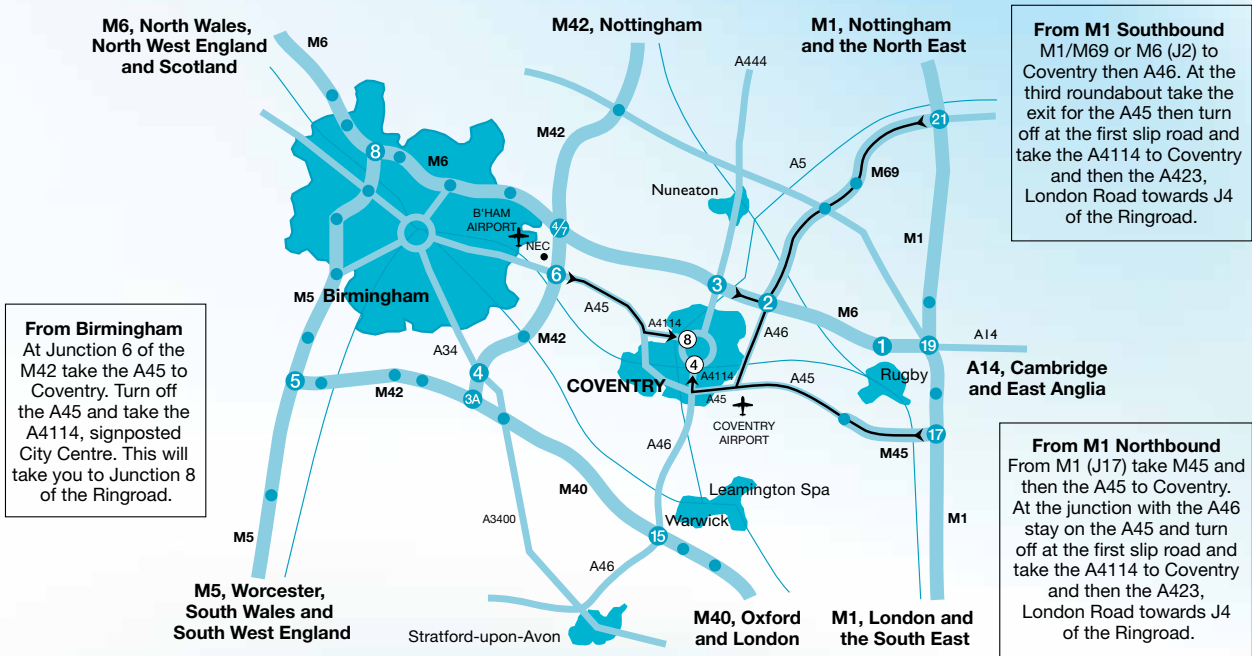 M6, North Wales,
North West England
and Scotland
M42, Nottingham
M1, Nottingham
and the North East
From M1 Southbound
M1/M69 or M6 (J2) to
Coventry then A46. At the
third roundabout take the
exit for the A45 then turn
off at the first slip road and
take the A4114 to Coventry
and then the A423,
London Road towards J4
of the Ringroad.
M6
A444
M42
21
8
M6
A5
M69
Nuneaton
B'HAM
AIRPORT
NEC
4/7
M1
6
3
2
Birmingham
M5
A45
A4114
8
A46
M6
From Birmingham
At Junction 6 of the
M42 take the A45 to
Coventry. Turn off
the A45 and take the
A4114, signposted
City Centre. This will
take you to Junction 8
of the Ringroad.
M42
A34
1
19
A14
4
4
A4114
COVENTRY
A45
A45
Rugby
A14, Cambridge
and East Anglia
5
M42
3A
COVENTRY
AIRPORT
17
M45
A46
From M1 Northbound
From M1 (J17) take M45 and
then the A45 to Coventry.
At the junction with the A46
stay on the A45 and turn
off at the first slip road and
take the A4114 to Coventry
and then the A423,
London Road towards J4
of the Ringroad.
M40
Leamington Spa
A3400
Warwick
M1
M5
15
A46
M5, Worcester,
South Wales and
South West England
Stratford-upon-Avon
M40, Oxford
and London
M1, London and
the South East